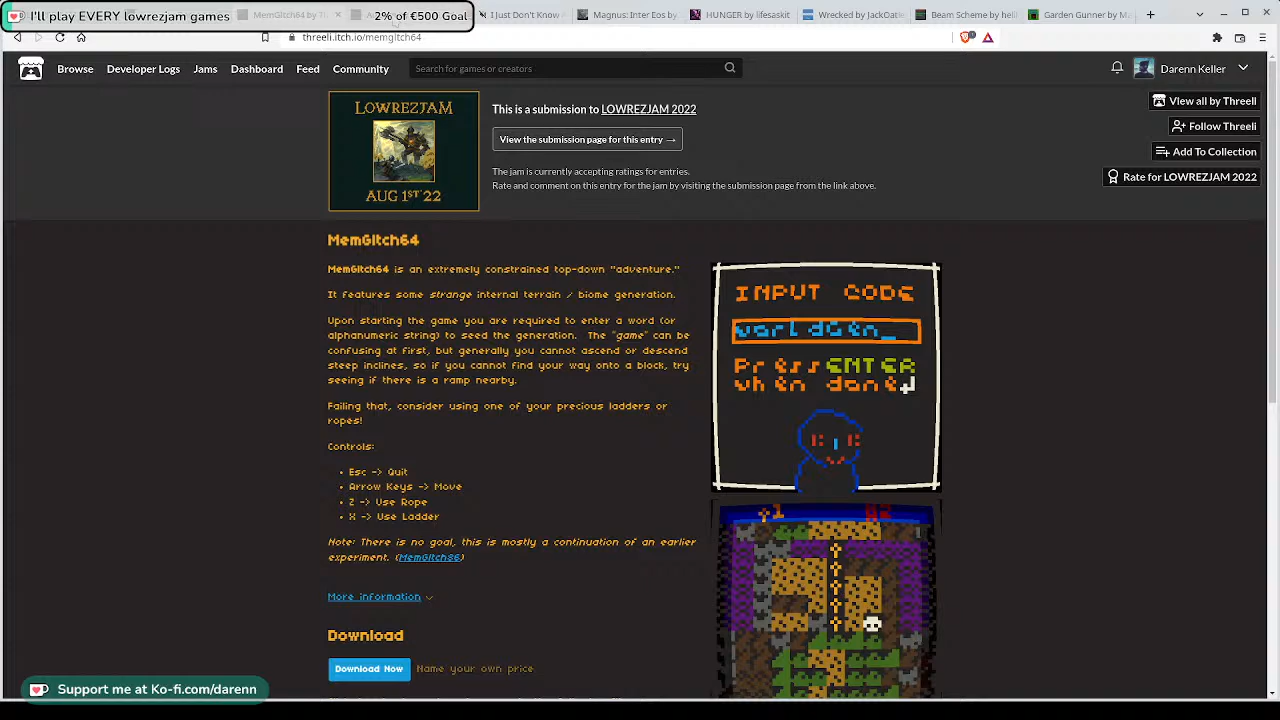 I'll play EVERY lowrezjam games
2% of €500 Goal
MemGltch64 by Th
I Just Don't Know
Magnus: Inter Eos by
HUNGER by lifesaskit
Wrecked by JackOatle
Beam Scheme by heli
Garden Gunner by Ma
threeli.itch.io/memgltch64
Browse
Developer Logs
Jams
Dashboard
Feed
Community
Search for games or creators
Darenn Keller
LOWREZJAM
AUG 1ST 22
This is a submission to LOWREZJAM 2022
View the submission page for this entry →
The jam is currently accepting ratings for entries.
Rate and comment on this entry for the jam by visiting the submission page from the link above.
View all by Threeli
Follow Threeli
Add To Collection
Rate for LOWREZJAM 2022
MemGltch64
MemGltch64 is an extremely constrained top-down "adventure."
It features some strange internal terrain / biome generation.
Upon starting the game you are required to enter a word (or
alphanumeric string) to seed the generation. The "game" can be
confusing at first, but generally you cannot ascend or descend
steep inclines, so if you cannot find your way onto a block, try
seeing if there is a ramp nearby.
Failing that, consider using one of your precious ladders or
ropes!
Controls:
• Esc -> Quit
• Arrow Keys -> Move
• Z -> Use Rope
• X -> Use Ladder
Note: There is no goal, this is mostly a continuation of an earlier
experiment. (MemGltch86)
More information
Download
Download Now
Name your own price
INPUT CODE
worldGen_
Press ENTER
when done
Support me at Ko-fi.com/darenn